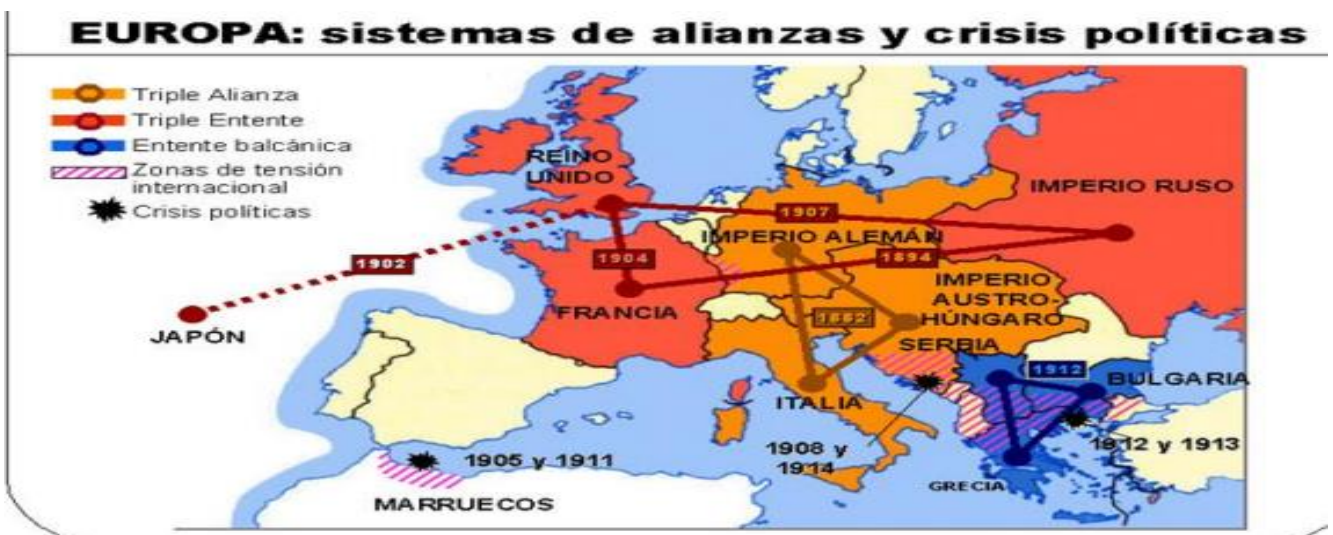 EUROPA: sistemas de alianzas y crisis políticas
Triple Alianza
Triple Entente
Entente balcánica
Zonas de tensión
internacional
Crisis políticas
REINO
UNIDO
IMPERIO RUSO
1907
IMPERIO ALEMÁN
1902
1904
1894
IMPERIO
AUSTRO-
HÚNGARO
FRANCIA
JAPÓN
1882
SERBIA
1912
BULGARIA
ITALIA
1908 y
1914
1912 y 1913
1905 y 1911
GRECIA
MARRUECOS